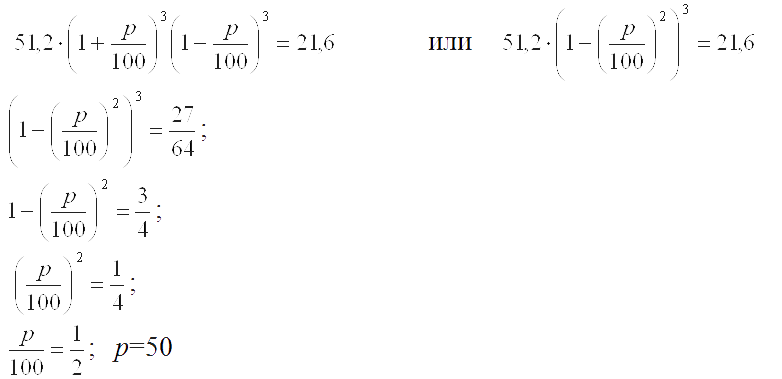 51,2·(1+p/100)³(1−p/100)³=21,6 или 51,2·(1−(p/100)²)³=21,6
(1−(p/100)²)³=27/64;
1−(p/100)²=3/4;
(p/100)²=1/4;
p/100=1/2; p=50